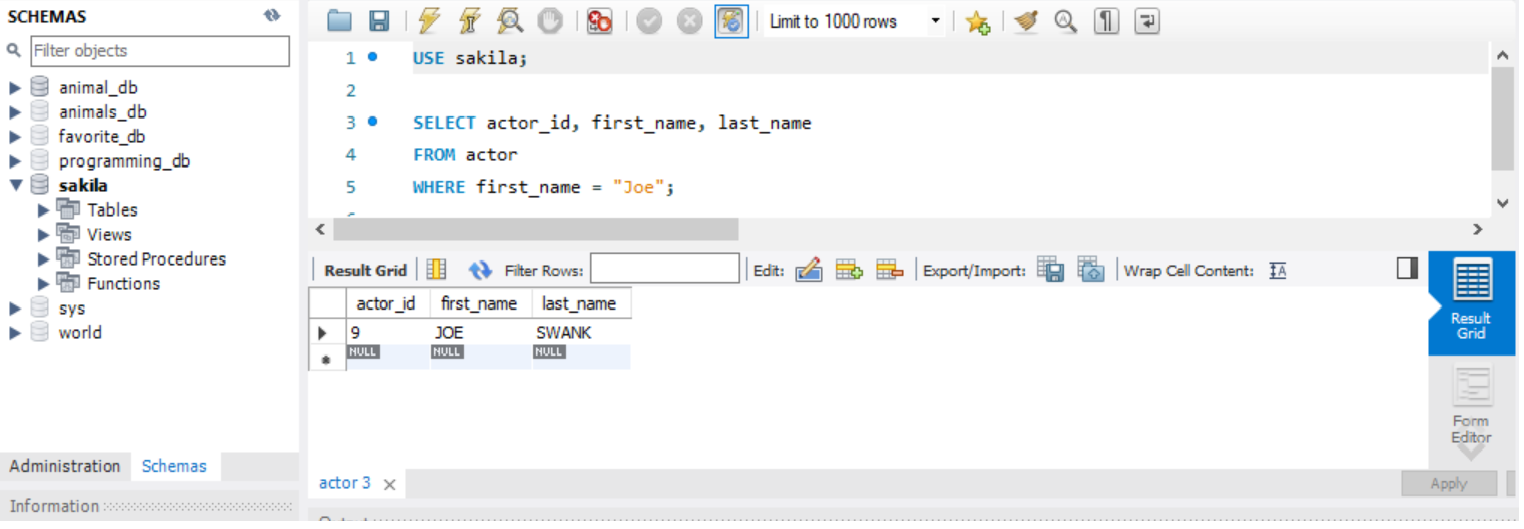 SCHEMAS
Filter objects
animal_db
animals_db
favorite_db
programming_db
sakila
Tables
Views
Stored Procedures
Functions
sys
world
Administration Schemas
Information
Limit to 1000 rows
1 USE sakila;
2
3 SELECT actor_id, first_name, last_name
4 FROM actor
5 WHERE first_name = "Joe";
Result Grid Filter Rows: Edit: Export/Import: Wrap Cell Content:
actor_id first_name last_name
9 JOE SWANK
NULL NULL NULL
Result
Grid
Form
Editor
actor 3
Apply